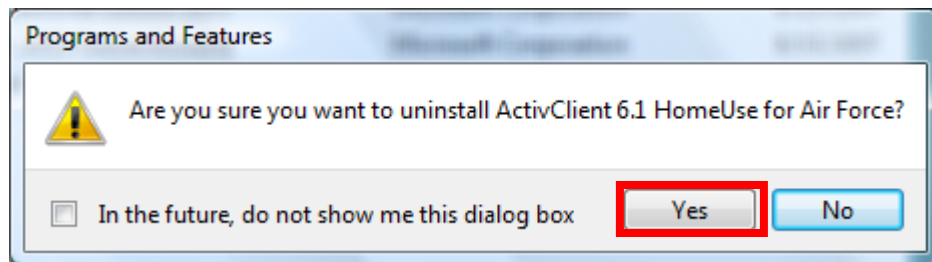 Programs and Features
Are you sure you want to uninstall ActivClient 6.1 HomeUse for Air Force?
In the future, do not show me this dialog box
Yes
No